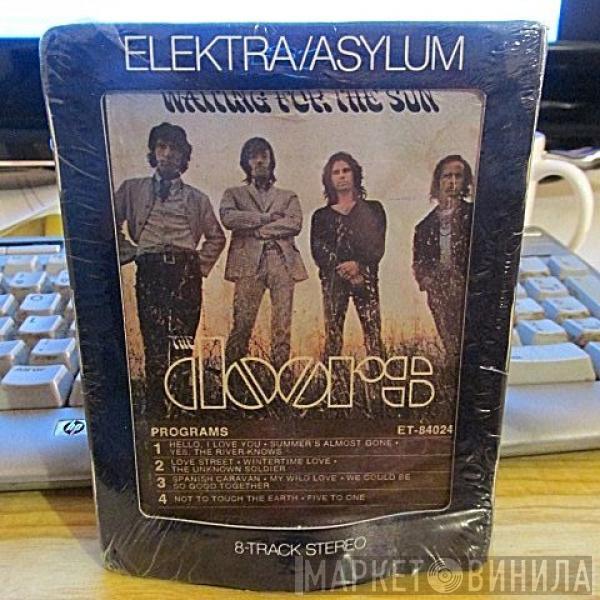 ELEKTRA/ASYLUM
WAITING FOR THE SUN
THE
doors
PROGRAMS ET-84024
1 HELLO, I LOVE YOU • SUMMER'S ALMOST GONE •
YES, THE RIVER KNOWS
2 LOVE STREET • WINTERTIME LOVE •
THE UNKNOWN SOLDIER
3 SPANISH CARAVAN • MY WILD LOVE • WE COULD BE
SO GOOD TOGETHER
4 NOT TO TOUCH THE EARTH • FIVE TO ONE
8-TRACK STEREO
hp
МАРКЕТ ВИНИЛА